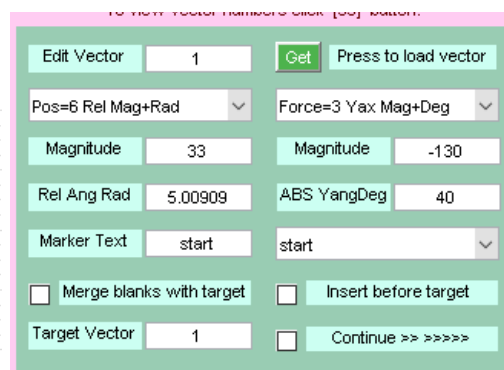 To view vector numbers click [99] button.
Edit Vector 1 Get Press to load vector
Pos=6 Rel Mag+Rad Force=3 Yax Mag+Deg
Magnitude 33 Magnitude -130
Rel Ang Rad 5.00909 ABS YangDeg 40
Marker Text start start
Merge blanks with target Insert before target
Target Vector 1 Continue >> >>>>>